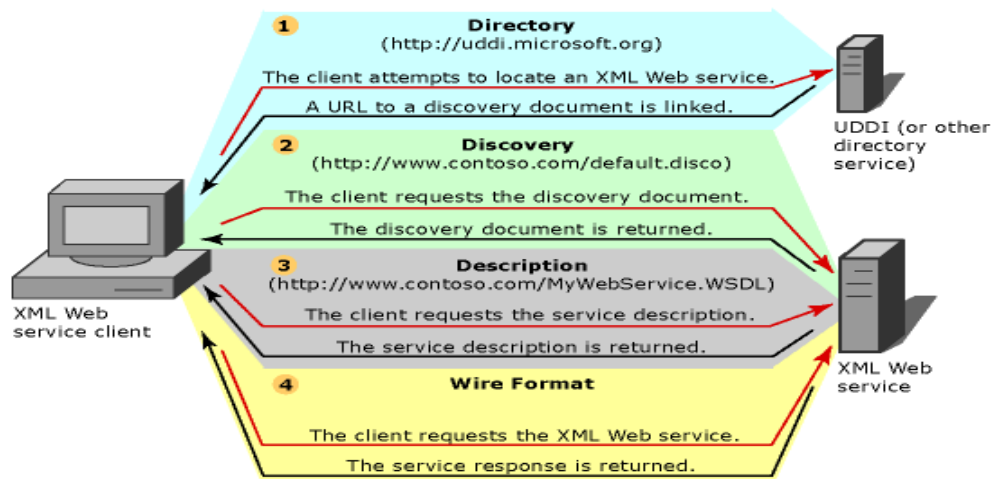 1 Directory
(http://uddi.microsoft.org)
The client attempts to locate an XML Web service.
A URL to a discovery document is linked.
UDDI (or other
directory
service)
2 Discovery
(http://www.contoso.com/default.disco)
The client requests the discovery document.
The discovery document is returned.
XML Web
service client
3 Description
(http://www.contoso.com/MyWebService.WSDL)
The client requests the service description.
The service description is returned.
XML Web
service
4 Wire Format
The client requests the XML Web service.
The service response is returned.